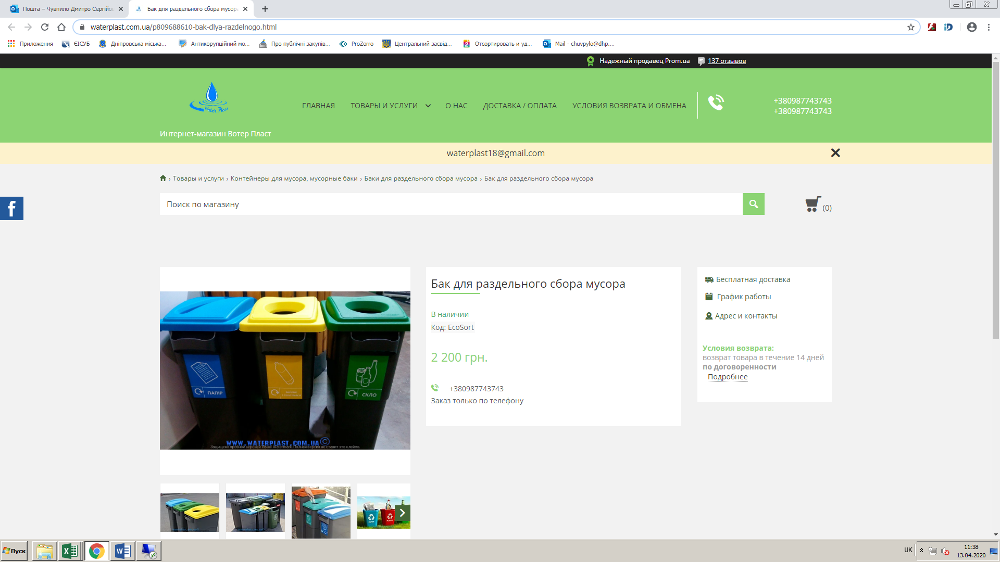 Пошта – Чувпило Дмитро Сергійов
Бак для раздельного сбора мусора
waterplast.com.ua/p809688610-bak-dlya-razdelnogo.html
Приложения
ЄІСУБ
Дніпровська міська...
Антикорупційний мо...
Про публічні закупів...
ProZorro
Центральний засвід...
Отсортировать и уд...
Mail - chuvpylo@dhp....
Надежный продавец Prom.ua
137 отзывов
Water Plast
ГЛАВНАЯ
ТОВАРЫ И УСЛУГИ
О НАС
ДОСТАВКА / ОПЛАТА
УСЛОВИЯ ВОЗВРАТА И ОБМЕНА
+380987743743
+380987743743
Интернет-магазин Вотер Пласт
waterplast18@gmail.com
Товары и услуги › Контейнеры для мусора, мусорные баки › Баки для раздельного сбора мусора › Бак для раздельного сбора мусора
Поиск по магазину
(0)
ПАПІР
СКЛО
WWW.WATERPLAST.COM.UA©
Защищено пробной версией Visual Watermark. Полная версия не ставит это клеймо.
Бак для раздельного сбора мусора
В наличии
Код: EcoSort
2 200 грн.
+380987743743
Заказ только по телефону
Бесплатная доставка
График работы
Адрес и контакты
Условия возврата:
возврат товара в течение 14 дней
по договоренности
Подробнее
Пуск
UK
11:38
13.04.2020